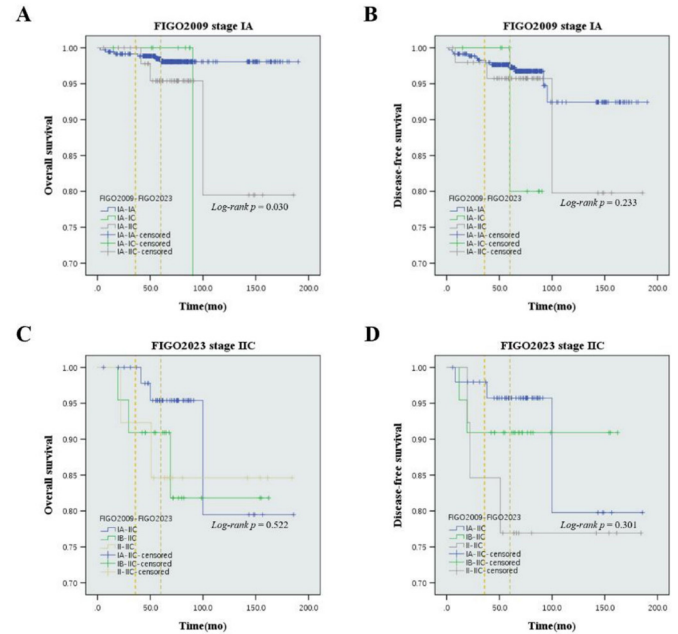 A
FIGO2009 stage IA
Overall survival
1.00
0.95
0.90
0.85
0.80
0.75
0.70
FIGO2009-FIGO2023
IA-IA
IA-IC
IA-IIC
IA-IA-censored
IA-IC-censored
IA-IIC-censored
Log-rank p = 0.030
.0 50.0 100.0 150.0 200.0
Time(mo)
B
FIGO2009 stage IA
Disease-free survival
1.00
0.95
0.90
0.85
0.80
0.75
0.70
FIGO2009-FIGO2023
IA-IA
IA-IC
IA-IIC
IA-IA-censored
IA-IC-censored
IA-IIC-censored
Log-rank p = 0.233
.0 50.0 100.0 150.0 200.0
Time(mo)
C
FIGO2023 stage IIC
Overall survival
1.00
0.95
0.90
0.85
0.80
0.75
0.70
FIGO2009-FIGO2023
IA-IIC
IB-IIC
II-IIC
IA-IIC-censored
IB-IIC-censored
II-IIC-censored
Log-rank p = 0.522
.0 50.0 100.0 150.0 200.0
Time(mo)
D
FIGO2023 stage IIC
Disease-free survival
1.00
0.95
0.90
0.85
0.80
0.75
0.70
FIGO2009-FIGO2023
IA-IIC
IB-IIC
II-IIC
IA-IIC-censored
IB-IIC-censored
II-IIC-censored
Log-rank p = 0.301
.0 50.0 100.0 150.0 200.0
Time(mo)